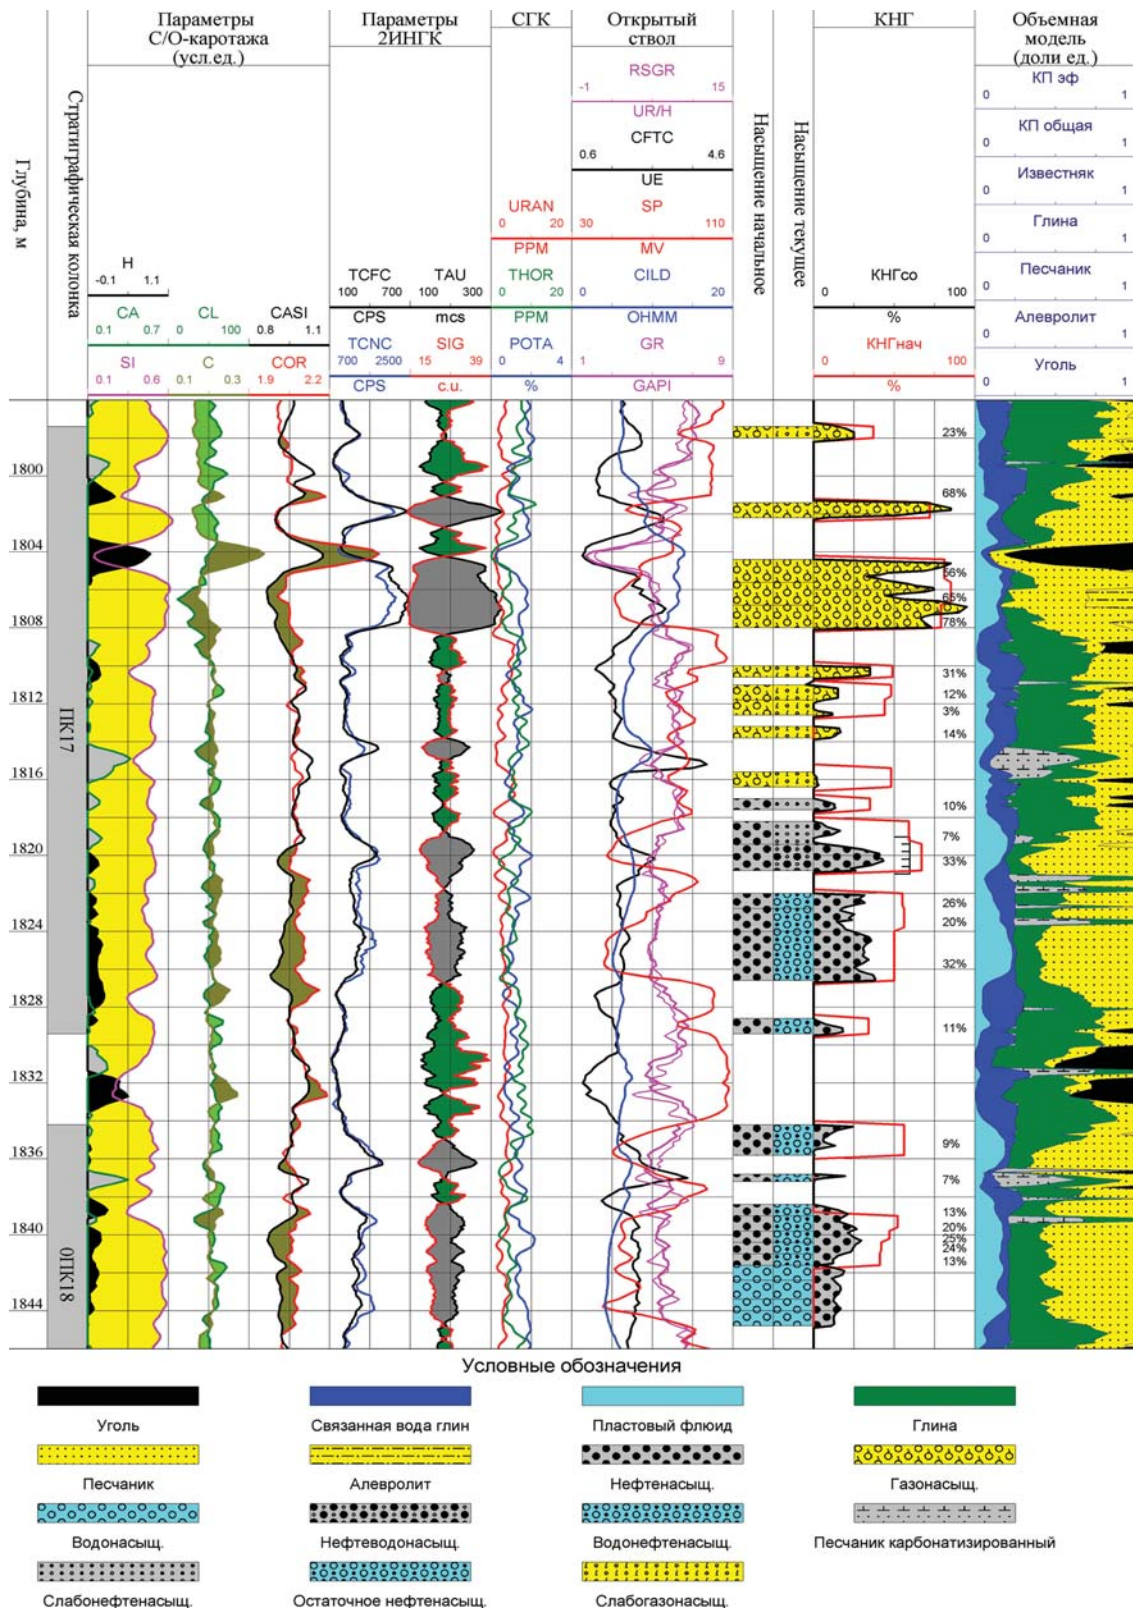 Параметры
С/О-каротажа
(усл.ед.)
Параметры
2ИНГК
СГК
Открытый
ствол
КНГ
Объемная
модель
(доли ед.)
Глубина, м
Стратиграфическая колонка
Насыщение начальное
Насыщение текущее
H
-0.1 1.1
CA
0.1 0.7
SI
0.1 0.6
CL
0 100
C
0.1 0.3
CASI
0.8 1.1
COR
1.9 2.2
TCFC
100 700
CPS
TCNC
700 2500
CPS
TAU
100 300
mcs
SIG
15 39
c.u.
URAN
0 20
PPM
THOR
0 20
PPM
POTA
0 4
%
RSGR
-1 15
UR/H
CFTC
0.6 4.6
UE
SP
30 110
MV
CILD
0 20
OHMM
GR
1 9
GAPI
КНГсо
0 100
%
КНГнач
0 100
%
КП эф
0 1
КП общая
0 1
Известняк
0 1
Глина
0 1
Песчаник
0 1
Алевролит
0 1
Уголь
0 1
1800
1804
1808
1812
1816
1820
1824
1828
1832
1836
1840
1844
ПК17
0ПК18
23%
68%
56%
65%
78%
31%
12%
3%
14%
10%
7%
33%
26%
20%
32%
11%
9%
7%
13%
20%
25%
24%
13%
Условные обозначения
Уголь
Связанная вода глин
Пластовый флюид
Глина
Песчаник
Алевролит
Нефтенасыщ.
Газонасыщ.
Водонасыщ.
Нефтеводонасыщ.
Водонефтенасыщ.
Песчаник карбонатизированный
Слабонефтенасыщ.
Остаточное нефтенасыщ.
Слабогазонасыщ.